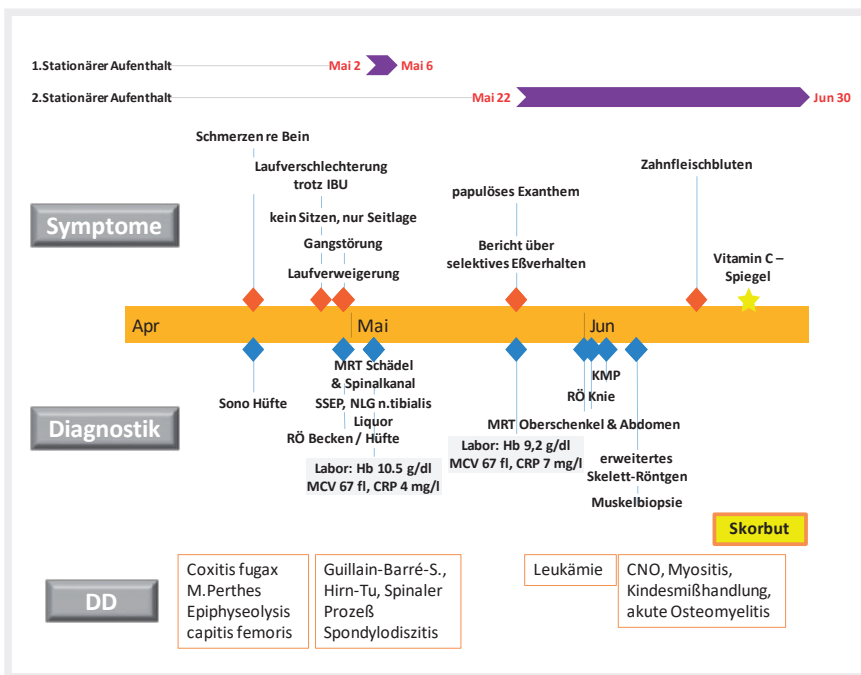 1.Stationärer Aufenthalt
Mai 2
Mai 6
2.Stationärer Aufenthalt
Mai 22
Jun 30
Schmerzen re Bein
Laufverschlechterung
trotz IBU
kein Sitzen, nur Seitlage
Gangstörung
Laufverweigerung
papulöses Exanthem
Bericht über
selektives Eßverhalten
Zahnfleischbluten
Vitamin C –
Spiegel
Symptome
Apr
Mai
Jun
Diagnostik
Sono Hüfte
MRT Schädel
& Spinalkanal
SSEP, NLG n.tibialis
Liquor
RÖ Becken / Hüfte
Labor: Hb 10.5 g/dl
MCV 67 fl, CRP 4 mg/l
KMP
RÖ Knie
MRT Oberschenkel & Abdomen
Labor: Hb 9,2 g/dl
MCV 67 fl, CRP 7 mg/l
erweitertes
Skelett-Röntgen
Muskelbiopsie
Skorbut
DD
Coxitis fugax
M.Perthes
Epiphyseolysis
capitis femoris
Guillain-Barré-S.,
Hirn-Tu, Spinaler
Prozeß
Spondylodiszitis
Leukämie
CNO, Myositis,
Kindesmißhandlung,
akute Osteomyelitis